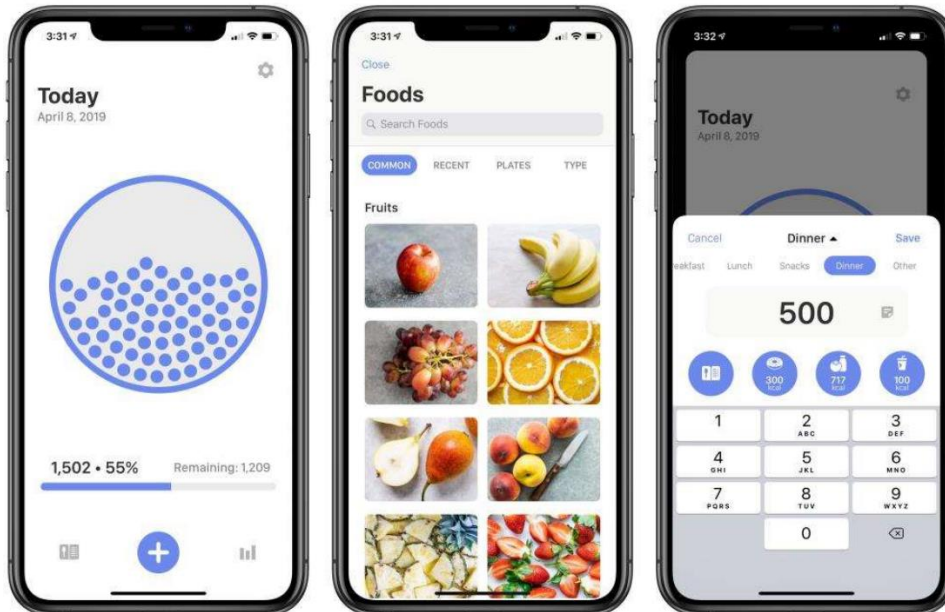 3:31
Today
April 8, 2019
1,502 • 55%
Remaining: 1,209
3:31
Close
Foods
Search Foods
COMMON
RECENT
PLATES
TYPE
Fruits
3:32
Today
April 8, 2019
Cancel
Dinner
Save
eakfast
Lunch
Snacks
Dinner
Other
500
300
kcal
717
kcal
100
kcal
1
2
ABC
3
DEF
4
GHI
5
JKL
6
MNO
7
PQRS
8
TUV
9
WXYZ
0